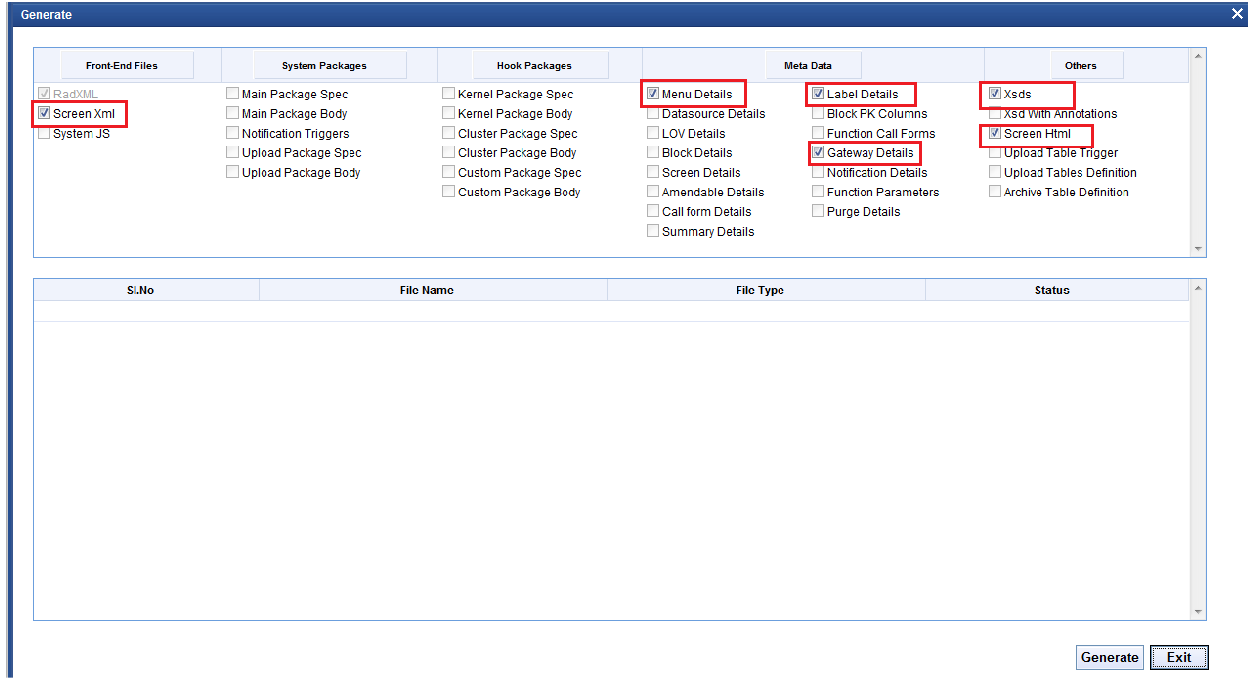 Generate
Front-End Files System Packages Hook Packages Meta Data Others
RadXML Main Package Spec Kernel Package Spec Menu Details Label Details Xsds
Screen Xml Main Package Body Kernel Package Body Datasource Details Block FK Columns Xsd With Annotations
System JS Notification Triggers Cluster Package Spec LOV Details Function Call Forms Screen Html
Upload Package Spec Cluster Package Body Block Details Gateway Details Upload Table Trigger
Upload Package Body Custom Package Spec Screen Details Notification Details Upload Tables Definition
Custom Package Body Amendable Details Function Parameters Archive Table Definition
Call form Details Purge Details
Summary Details
Sl.No File Name File Type Status
Generate Exit